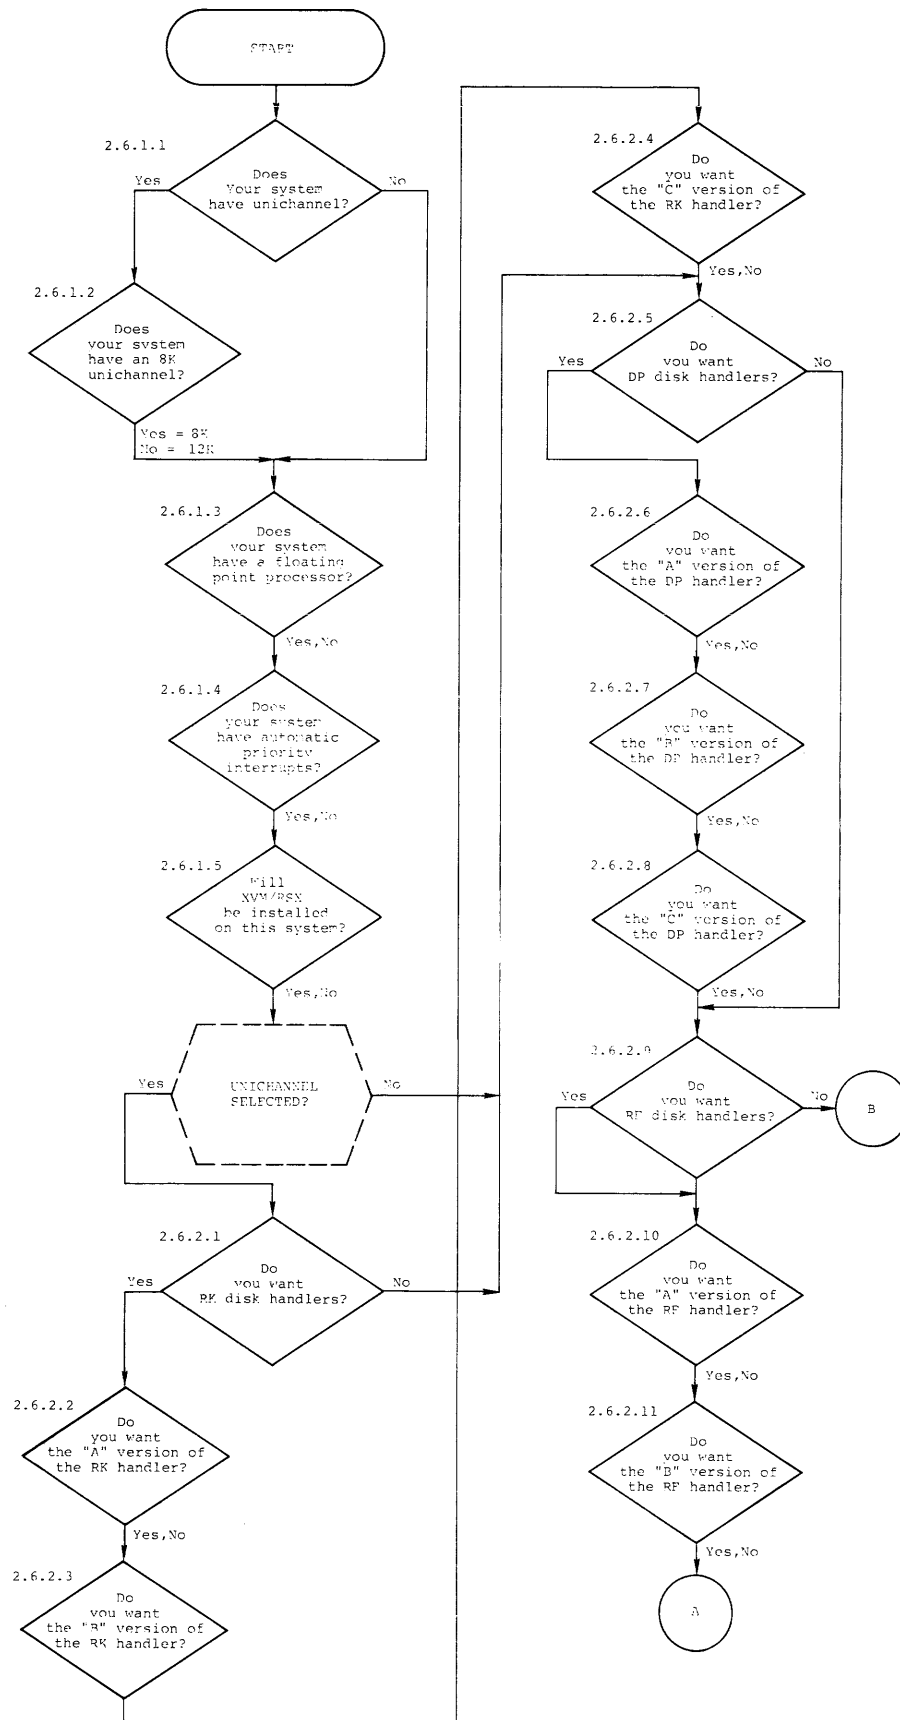 START
2.6.1.1
Does
Your system
have unichannel?
Yes
No
2.6.1.2
Does
your system
have an 8K
unichannel?
Yes = 8K
No = 12K
2.6.1.3
Does
your system
have a floating
point processor?
Yes,No
2.6.1.4
Does
your system
have automatic
priority
interrupts?
Yes,No
2.6.1.5
Will
XVM/RSX
be installed
on this system?
Yes,No
UNICHANNEL
SELECTED?
Yes
No
2.6.2.1
Do
you want
RK disk handlers?
Yes
No
2.6.2.2
Do
you want
the "A" version of
the RK handler?
Yes,No
2.6.2.3
Do
you want
the "B" version of
the RK handler?
2.6.2.4
Do
you want
the "C" version of
the RK handler?
Yes,No
2.6.2.5
Do
you want
DP disk handlers?
Yes
No
2.6.2.6
Do
you want
the "A" version of
the DP handler?
Yes,No
2.6.2.7
Do
you want
the "B" version of
the DP handler?
Yes,No
2.6.2.8
Do
you want
the "C" version of
the DP handler?
Yes,No
2.6.2.9
Do
you want
RF disk handlers?
Yes
No
B
2.6.2.10
Do
you want
the "A" version of
the RF handler?
Yes,No
2.6.2.11
Do
you want
the "B" version of
the RF handler?
Yes,No
A